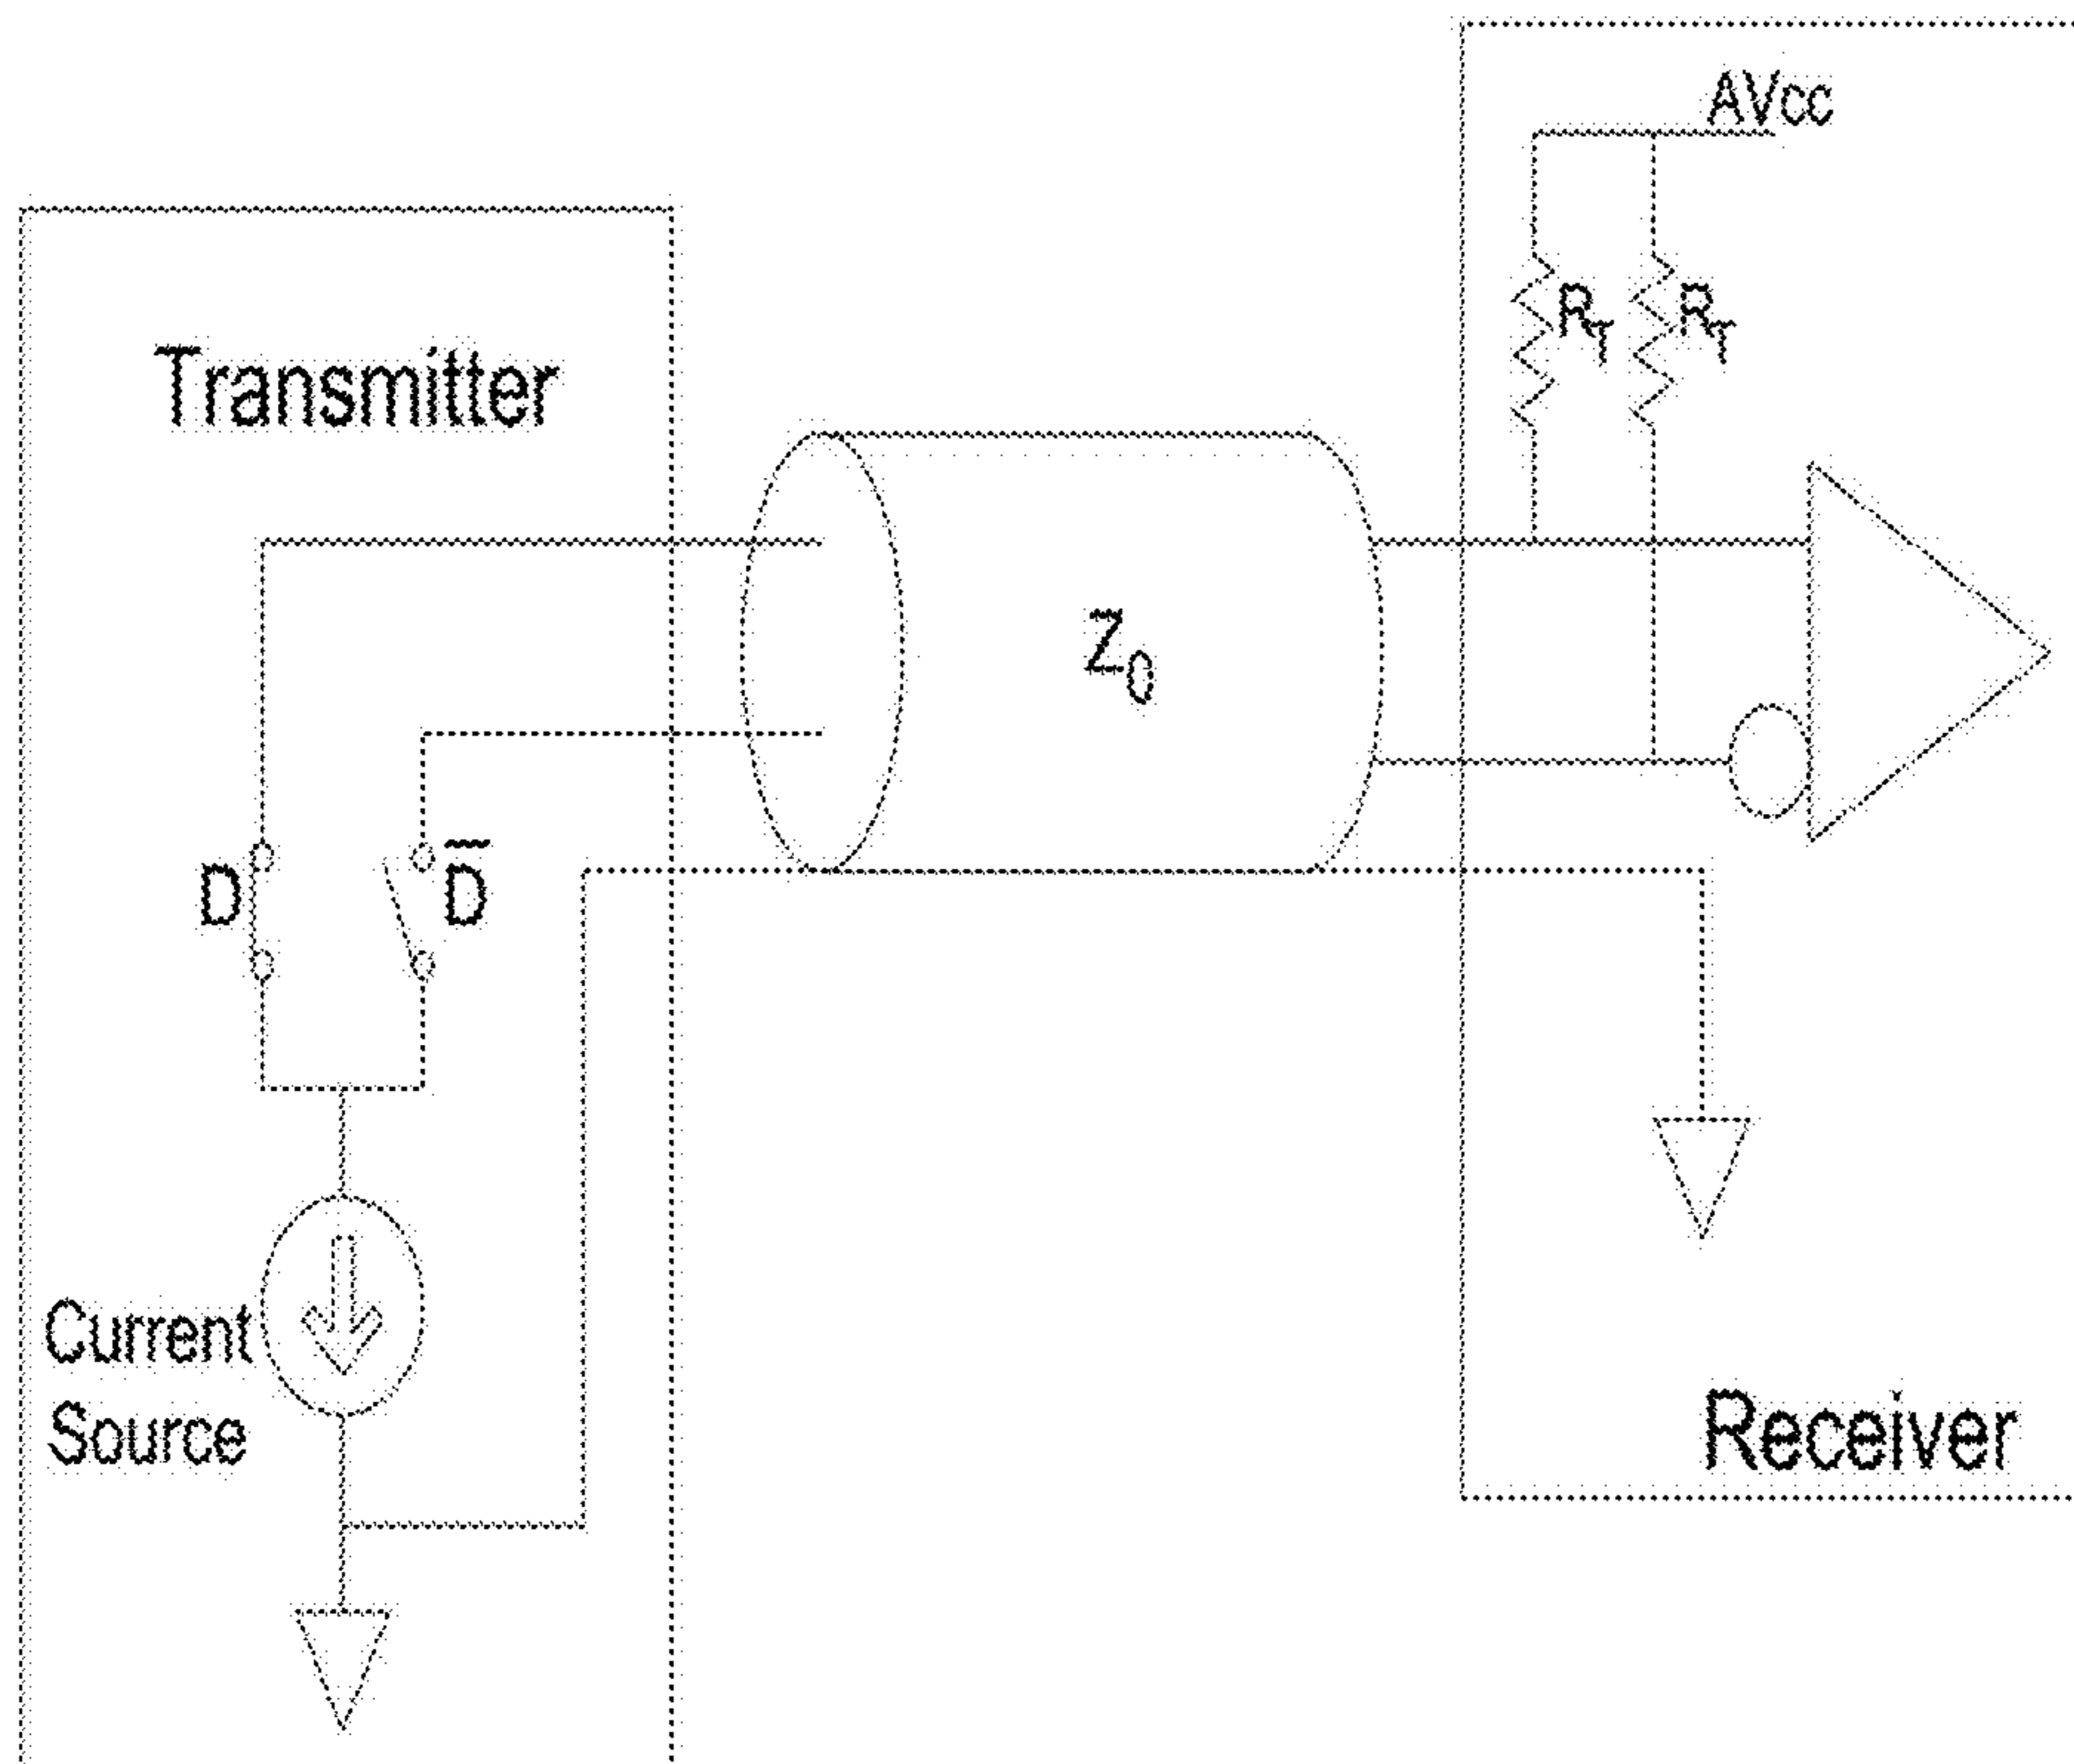 AVcc
Transmitter
R_T R_T
Z_0
D D̅
Current
Source
Receiver